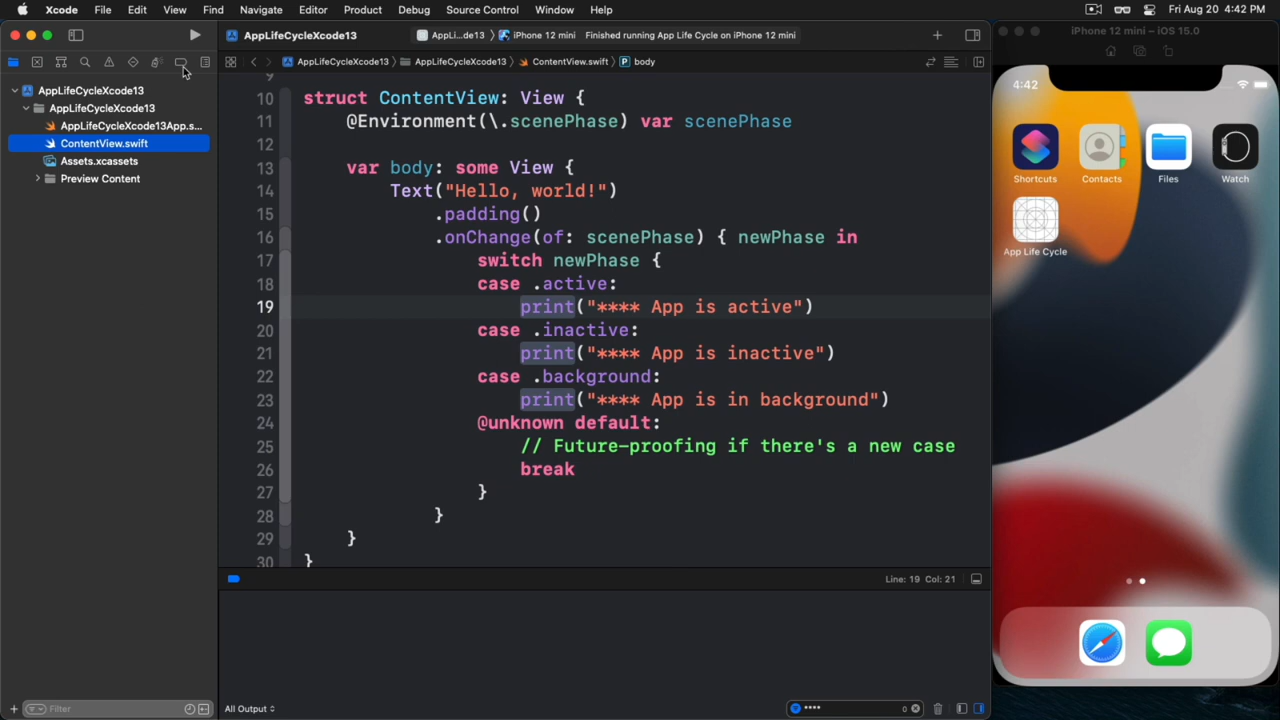 Xcode File Edit View Find Navigate Editor Product Debug Source Control Window Help Fri Aug 20 4:42 PM
AppLifeCycleXcode13 AppLi...de13 iPhone 12 mini Finished running App Life Cycle on iPhone 12 mini
iPhone 12 mini – iOS 15.0
AppLifeCycleXcode13 AppLifeCycleXcode13 ContentView.swift P body
AppLifeCycleXcode13
AppLifeCycleXcode13
AppLifeCycleXcode13App.s...
ContentView.swift
Assets.xcassets
Preview Content
Filter
9
10 struct ContentView: View {
11 @Environment(\.scenePhase) var scenePhase
12
13 var body: some View {
14 Text("Hello, world!")
15 .padding()
16 .onChange(of: scenePhase) { newPhase in
17 switch newPhase {
18 case .active:
19 print("**** App is active")
20 case .inactive:
21 print("**** App is inactive")
22 case .background:
23 print("**** App is in background")
24 @unknown default:
25 // Future-proofing if there's a new case
26 break
27 }
28 }
29 }
30 }
Line: 19 Col: 21
All Output **** 0
4:42
Shortcuts Contacts Files Watch
App Life Cycle